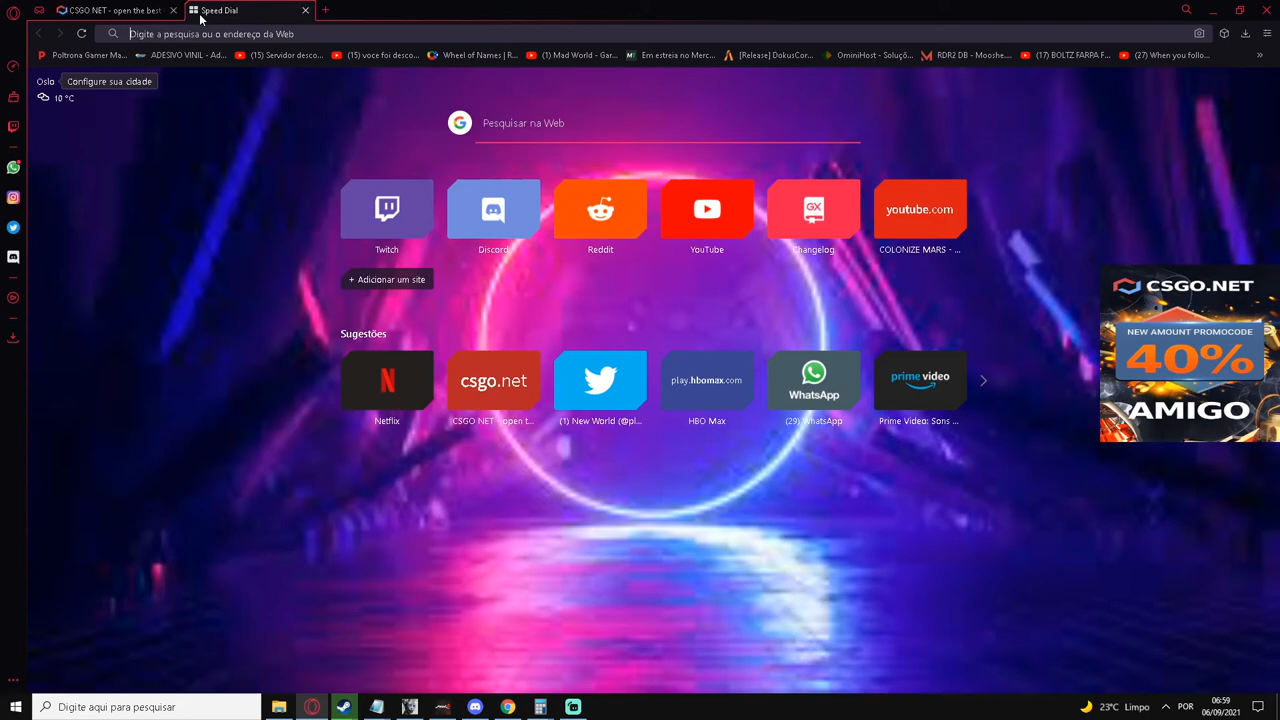 CSGO NET - open the best
Speed Dial
Digite a pesquisa ou o endereço da Web
Poltrona Gamer Ma...
ADESIVO VINIL - Ad...
(15) Servidor desco...
(15) voce foi descon...
Wheel of Names | R...
(1) Mad World - Gar...
Em estreia no Merc...
[Release] DokusCor...
OmniHost - Soluçõ...
RDR2 DB - Mooshe...
(17) BOLTZ FARPA F...
(27) When you follo...
Oslo
Configure sua cidade
10 °C
Pesquisar na Web
GX
youtube.com
Twitch
Discord
Reddit
YouTube
Changelog
COLONIZE MARS - ...
+ Adicionar um site
Sugestões
N
csgo.net
play.hbomax.com
WhatsApp
prime video
Netflix
CSGO NET - open t...
(1) New World (@pl...
HBO Max
(29) WhatsApp
Prime Video: Sons ...
CSGO.NET
NEW AMOUNT PROMOCODE
40%
AMIGO
Digite aqui para pesquisar
23°C Limpo
POR
06:59
06/09/2021